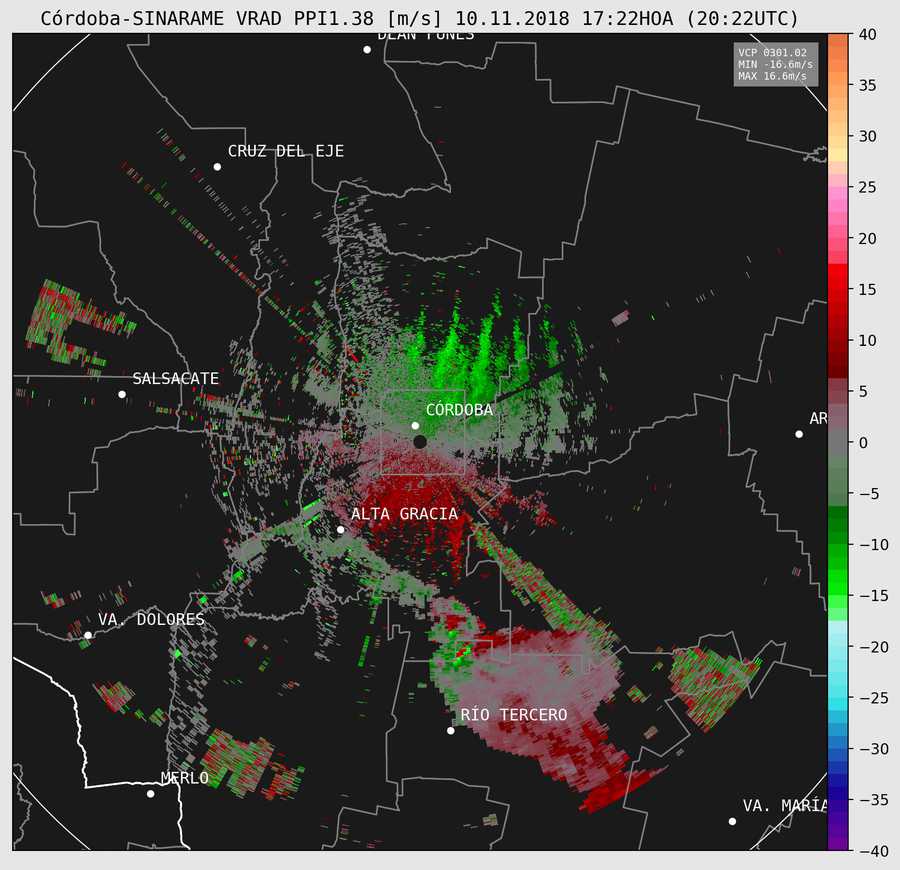 Córdoba-SINARAME VRAD PPI1.38 [m/s] 10.11.2018 17:22HOA (20:22UTC)
DEAN FUNES
VCP 0301.02
MIN -16.6m/s
MAX 16.6m/s
CRUZ DEL EJE
SALSACATE
CÓRDOBA
AR
ALTA GRACIA
VA. DOLORES
RÍO TERCERO
MERLO
VA. MARÍA
40
35
30
25
20
15
10
5
0
−5
−10
−15
−20
−25
−30
−35
−40